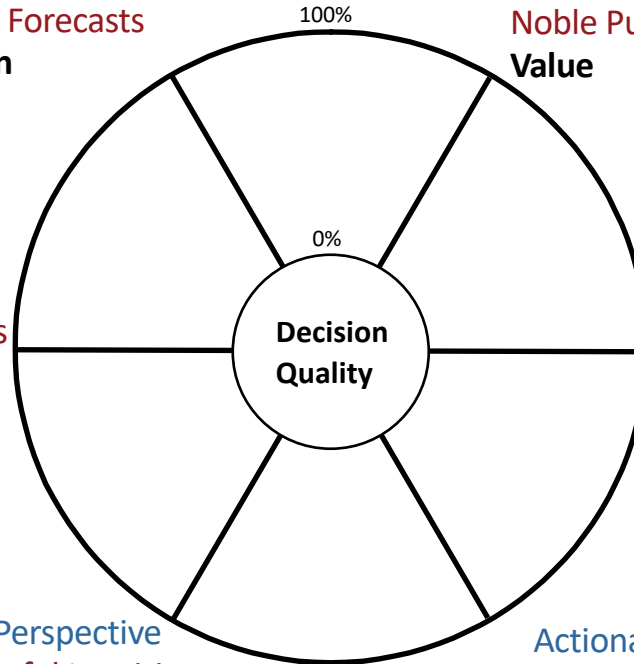 Forecasts
100%
Noble Pu
n
Value
0%
s
Decision
Quality
Perspective
Actiona